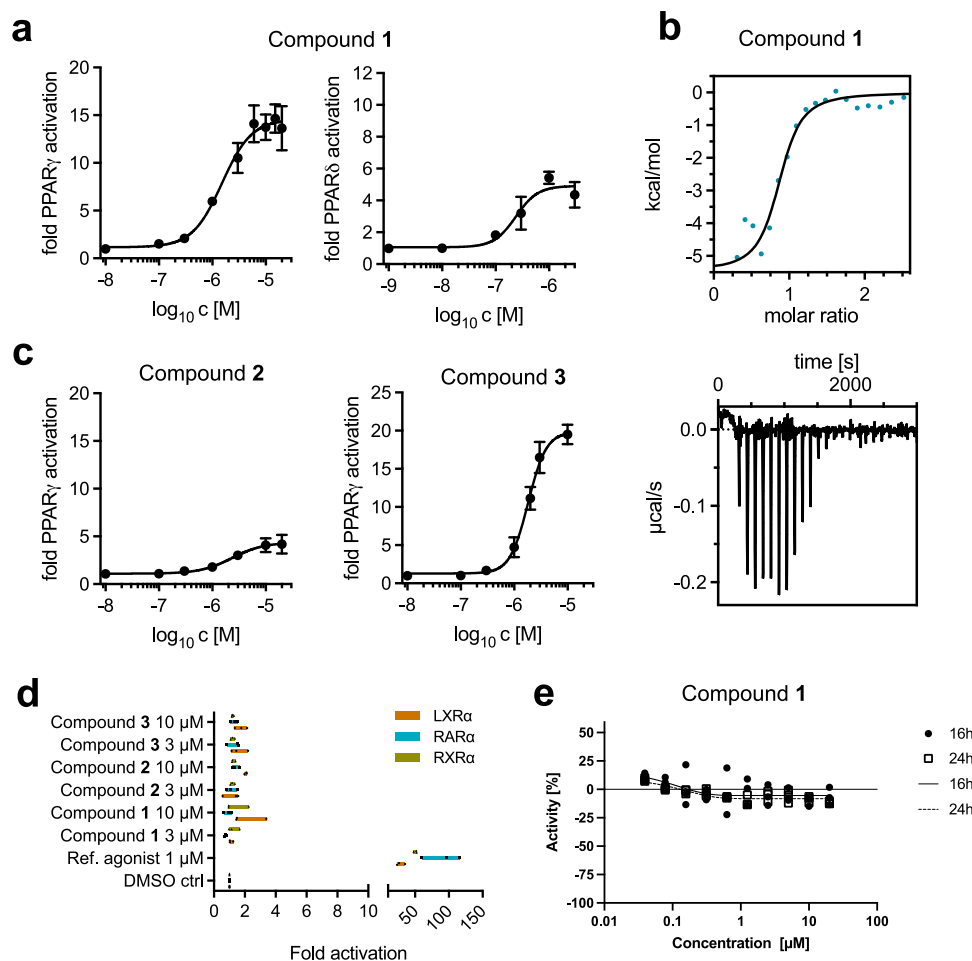 a
Compound 1
fold PPARγ activation
20
15
10
5
0
-8
-7
-6
-5
log10 c [M]
fold PPARδ activation
12
10
8
6
4
2
0
-9
-8
-7
-6
log10 c [M]
b
Compound 1
kcal/mol
0
-1
-2
-3
-4
-5
0
1
2
molar ratio
time [s]
0
2000
µcal/s
0.0
-0.1
-0.2
c
Compound 2
fold PPARγ activation
20
15
10
5
0
-8
-7
-6
-5
log10 c [M]
Compound 3
fold PPARγ activation
25
20
15
10
5
0
-8
-7
-6
-5
log10 c [M]
d
LXRα
RARα
RXRα
Compound 3 10 µM
Compound 3 3 µM
Compound 2 10 µM
Compound 2 3 µM
Compound 1 10 µM
Compound 1 3 µM
Ref. agonist 1 µM
DMSO ctrl
0
2
4
6
8
10
50
100
150
Fold activation
e
Compound 1
Activity [%]
50
25
0
-25
-50
-75
-100
0.01
0.1
1
10
100
Concentration [µM]
16h
24h
16h
24h